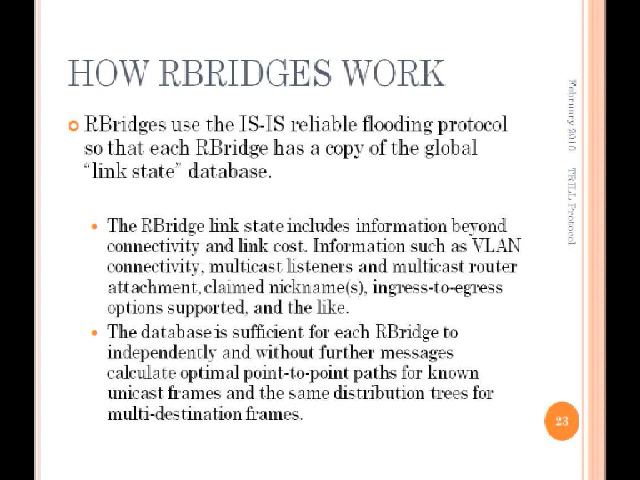 HOW RBRIDGES WORK
RBridges use the IS-IS reliable flooding protocol
so that each RBridge has a copy of the global
“link state” database.
The RBridge link state includes information beyond
connectivity and link cost. Information such as VLAN
connectivity, multicast listeners and multicast router
attachment, claimed nickname(s), ingress-to-egress
options supported, and the like.
The database is sufficient for each RBridge to
independently and without further messages
calculate optimal point-to-point paths for known
unicast frames and the same distribution trees for
multi-destination frames.
February 2010 TRILL Protocol
23